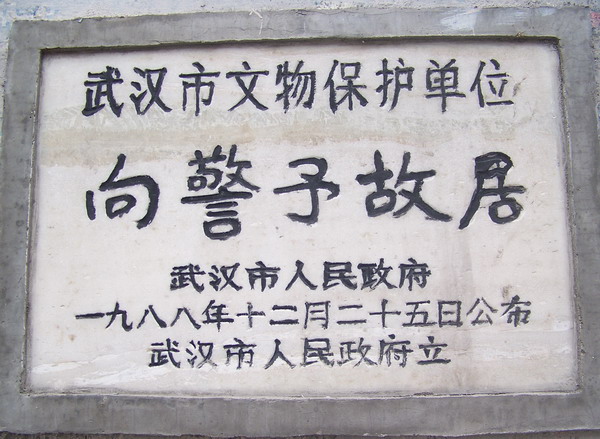 武汉市文物保护单位
向警予故居
武汉市人民政府
一九八八年十二月二十五日公布
武汉市人民政府立